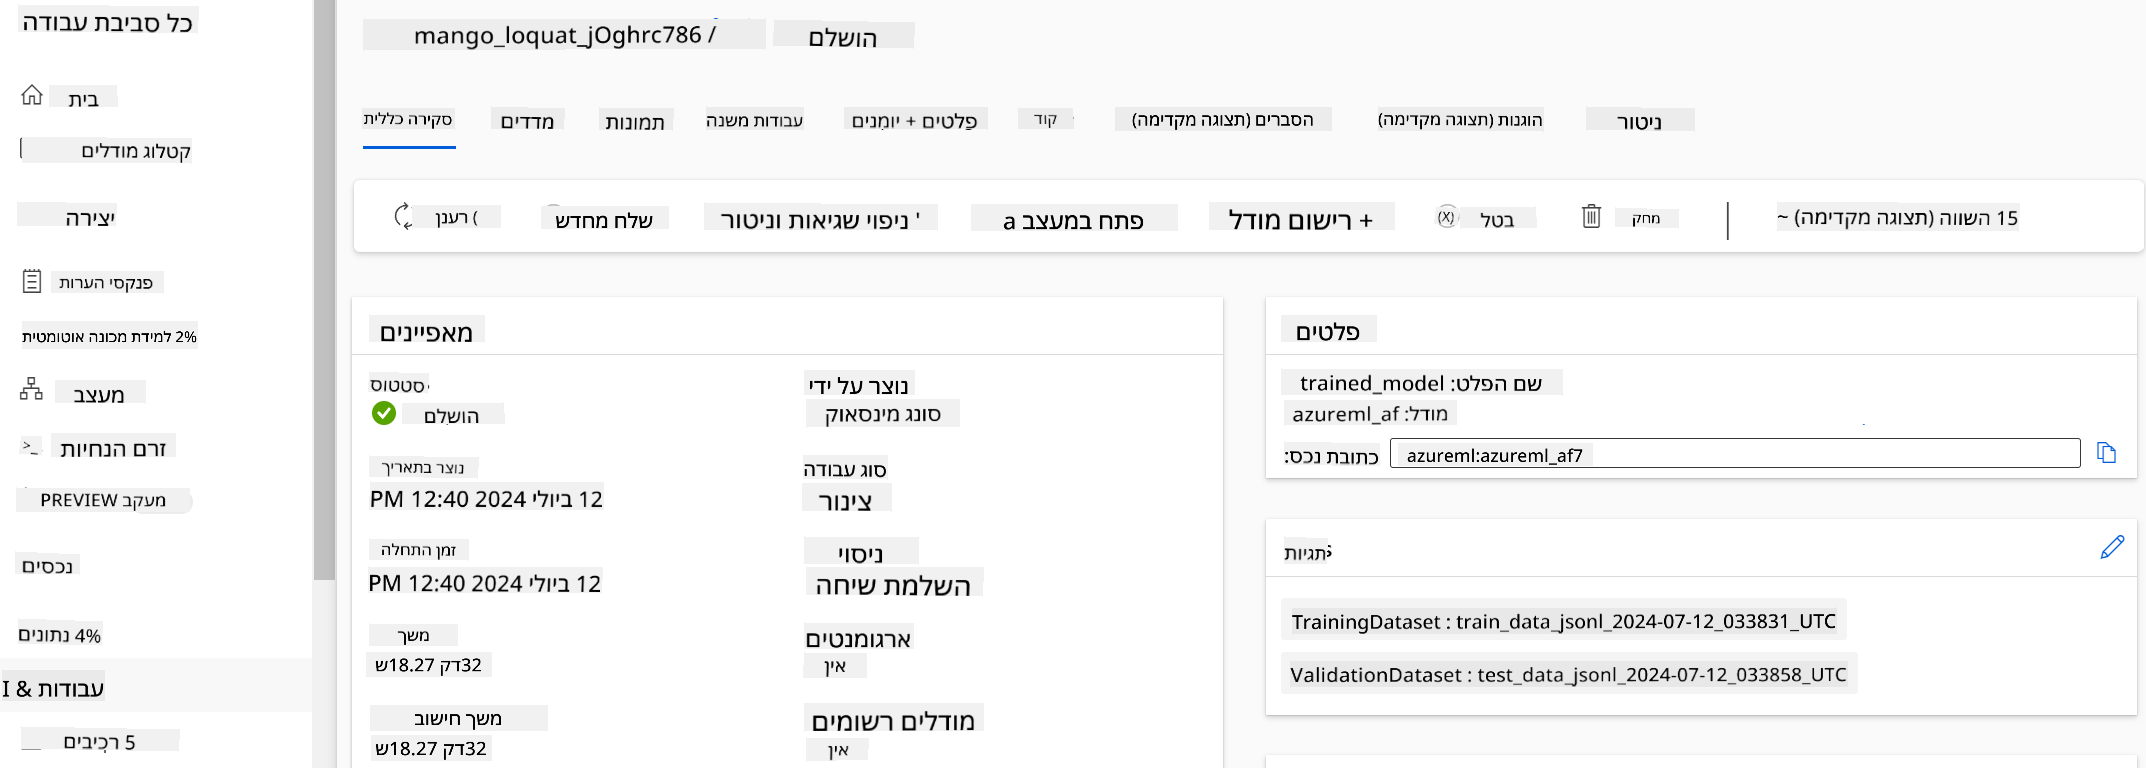 כל סביבת עבודה
בית
קטלוג מודלים
יצירה
פנקסי הערות
2% למידת מכונה אוטומטית
מעצב
זרם הנחיות
מעקב PREVIEW
נכסים
4% נתונים
עבודות & I
5 רכיבים
mango_loquat_jOghrc786 /
הושלם
סקירה כללית
מדדים
תמונות
עבודות משנה
פלטים + יומנים
קוד
הסברים (תצוגה מקדימה)
הוגנות (תצוגה מקדימה)
ניטור
רענן )
שלח מחדש
ניפוי שגיאות וניטור '
פתח במעצב a
+ רישום מודל
(X) בטל
מחק
15 השווה (תצוגה מקדימה) ~
מאפיינים
סטטוס
הושלם
נוצר בתאריך
12 ביולי 2024 12:40 PM
זמן התחלה
12 ביולי 2024 12:40 PM
משך
32דק 18.27ש
משך חישוב
32דק 18.27ש
נוצר על ידי
סונג מינסאוק
סוג עבודה
צינור
ניסוי
השלמת שיחה
ארגומנטים
אין
מודלים רשומים
אין
פלטים
שם הפלט: trained_model
מודל: azureml_af
כתובת נכס:
azureml:azureml_af7
תגיות
TrainingDataset : train_data_jsonl_2024-07-12_033831_UTC
ValidationDataset : test_data_jsonl_2024-07-12_033858_UTC